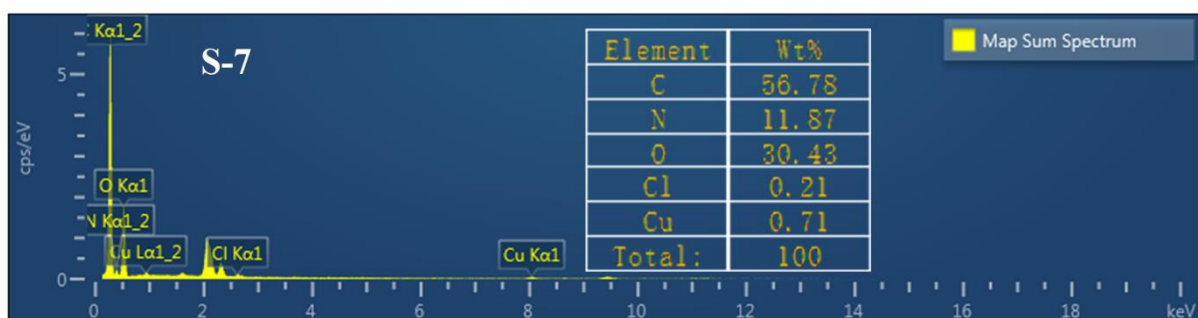 C Kα1_2
S-7
Map Sum Spectrum
Element Wt%
C 56.78
N 11.87
O 30.43
Cl 0.21
Cu 0.71
Total: 100
5
cps/eV
O Kα1
N Kα1_2
Cu Lα1_2
Cl Kα1
Cu Kα1
0
0 2 4 6 8 10 12 14 16 18 keV